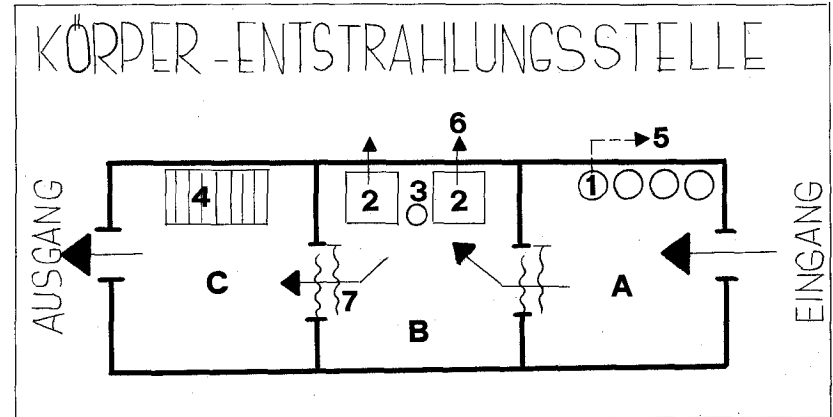 KÖRPER-ENTSTRAHLUNGSSTELLE
6
5
4
2
3
2
1
AUSGANG
C
7
B
A
EINGANG